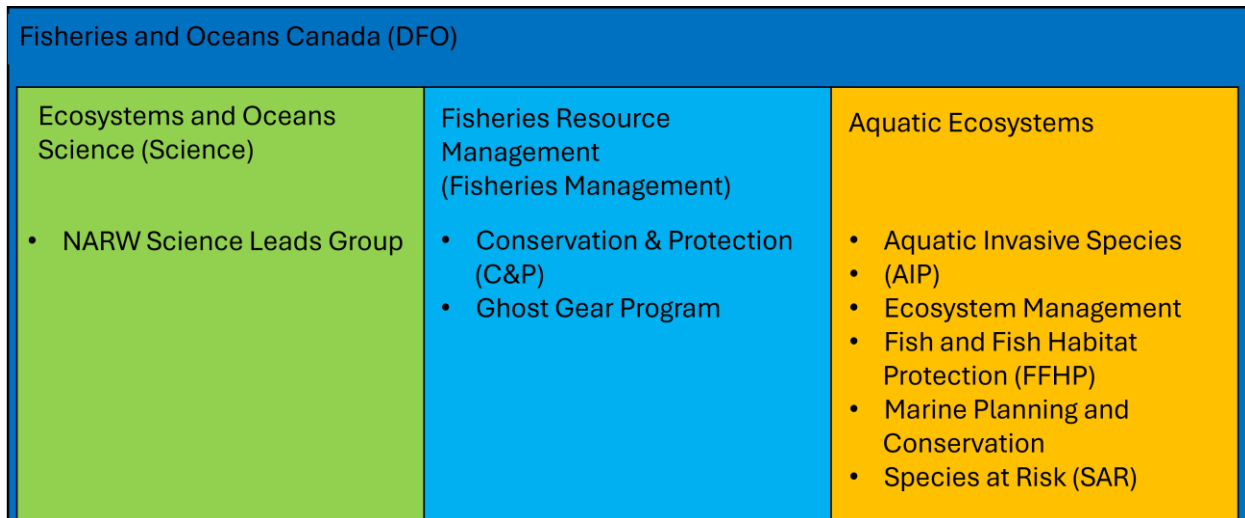 Fisheries and Oceans Canada (DFO)
Ecosystems and Oceans
Science (Science)
• NARW Science Leads Group
Fisheries Resource
Management
(Fisheries Management)
• Conservation & Protection
(C&P)
• Ghost Gear Program
Aquatic Ecosystems
• Aquatic Invasive Species
• (AIP)
• Ecosystem Management
• Fish and Fish Habitat
Protection (FFHP)
• Marine Planning and
Conservation
• Species at Risk (SAR)